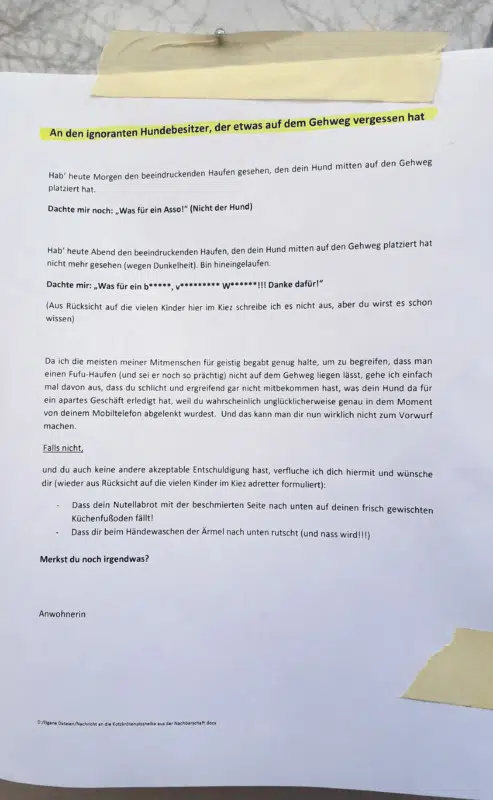 An den ignoranten Hundebesitzer, der etwas auf dem Gehweg vergessen hat
Hab' heute Morgen den beeindruckenden Haufen gesehen, den dein Hund mitten auf den Gehweg
platziert hat.
Dachte mir noch: „Was für ein Asso!" (Nicht der Hund)
Hab' heute Abend den beeindruckenden Haufen, den dein Hund mitten auf den Gehweg platziert hat
nicht mehr gesehen (wegen Dunkelheit). Bin hineingelaufen.
Dachte mir: „Was für ein b*****, v********* W******!!! Danke dafür!"
(Aus Rücksicht auf die vielen Kinder hier im Kiez schreibe ich es nicht aus, aber du wirst es schon
wissen)
Da ich die meisten meiner Mitmenschen für geistig begabt genug halte, um zu begreifen, dass man
einen Fufu-Haufen (und sei er noch so prächtig) nicht auf dem Gehweg liegen lässt, gehe ich einfach
mal davon aus, dass du schlicht und ergreifend gar nicht mitbekommen hast, was dein Hund da für
ein apartes Geschäft erledigt hat, weil du wahrscheinlich unglücklicherweise genau in dem Moment
von deinem Mobiltelefon abgelenkt wurdest. Und das kann man dir nun wirklich nicht zum Vorwurf
machen.
Falls nicht,
und du auch keine andere akzeptable Entschuldigung hast, verfluche ich dich hiermit und wünsche
dir (wieder aus Rücksicht auf die vielen Kinder im Kiez adretter formuliert):
- Dass dein Nutellabrot mit der beschmierten Seite nach unten auf deinen frisch gewischten
Küchenfußoden fällt!
- Dass dir beim Händewaschen der Ärmel nach unten rutscht (und nass wird!!!)
Merkst du noch irgendwas?
Anwohnerin
D:/Eigene Dateien/Nachricht an die aus der Nachbarschaft.docx